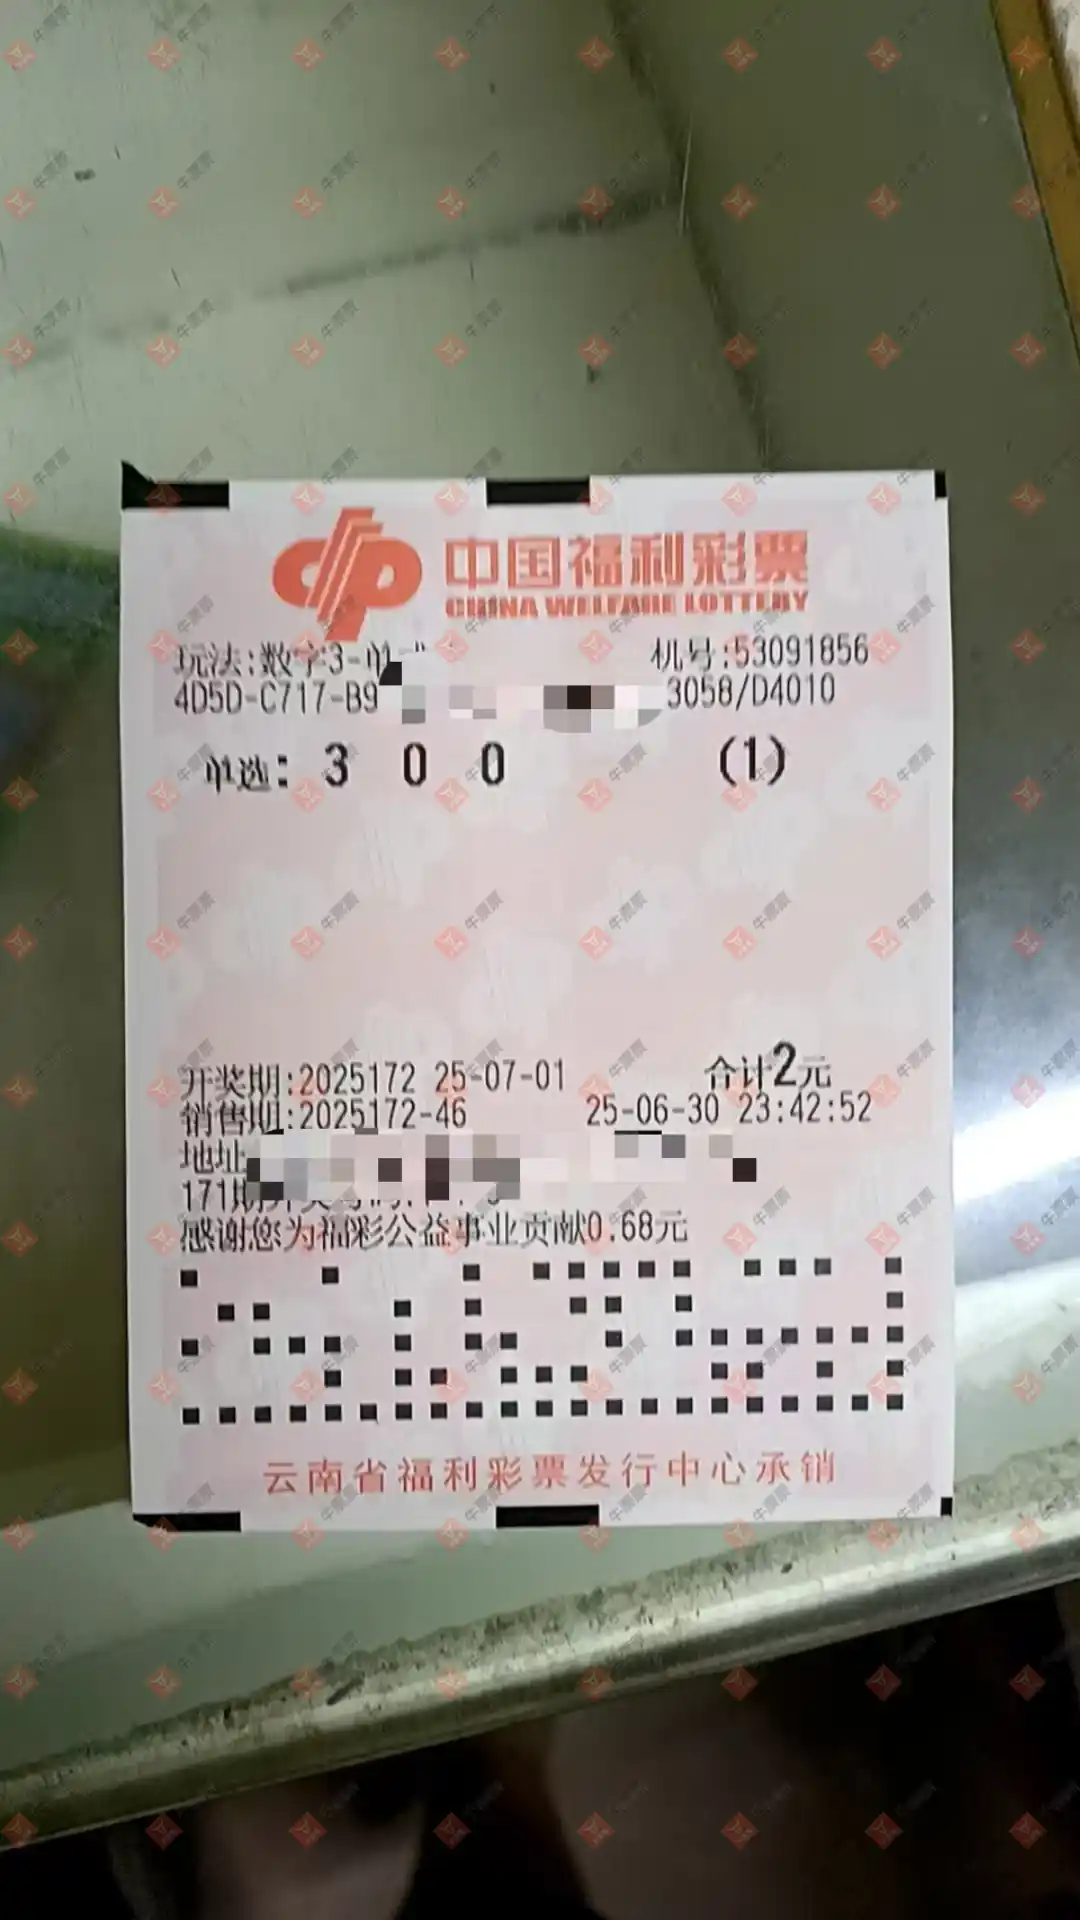 中国福利彩票
CHINA WELFARE LOTTERY
玩法:数字3-单
机号:53091856
4D5D-C717-B9
3058/D4010
单选: 3 0 0 (1)
开奖期:2025172 25-07-01 合计2元
销售期:2025172-46 25-06-30 23:42:52
地址
171期
感谢您为福彩公益事业贡献0.68元
云南省福利彩票发行中心承销